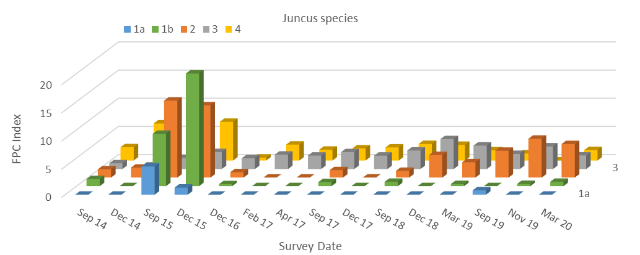 Juncus species
1a 1b 2 3 4
20
15
10
5
0
FPC Index
3
1a
Sep 14 Dec 14 Sep 15 Dec 15 Dec 16 Feb 17 Apr 17 Sep 17 Dec 17 Sep 18 Dec 18 Mar 19 Sep 19 Nov 19 Mar 20
Survey Date